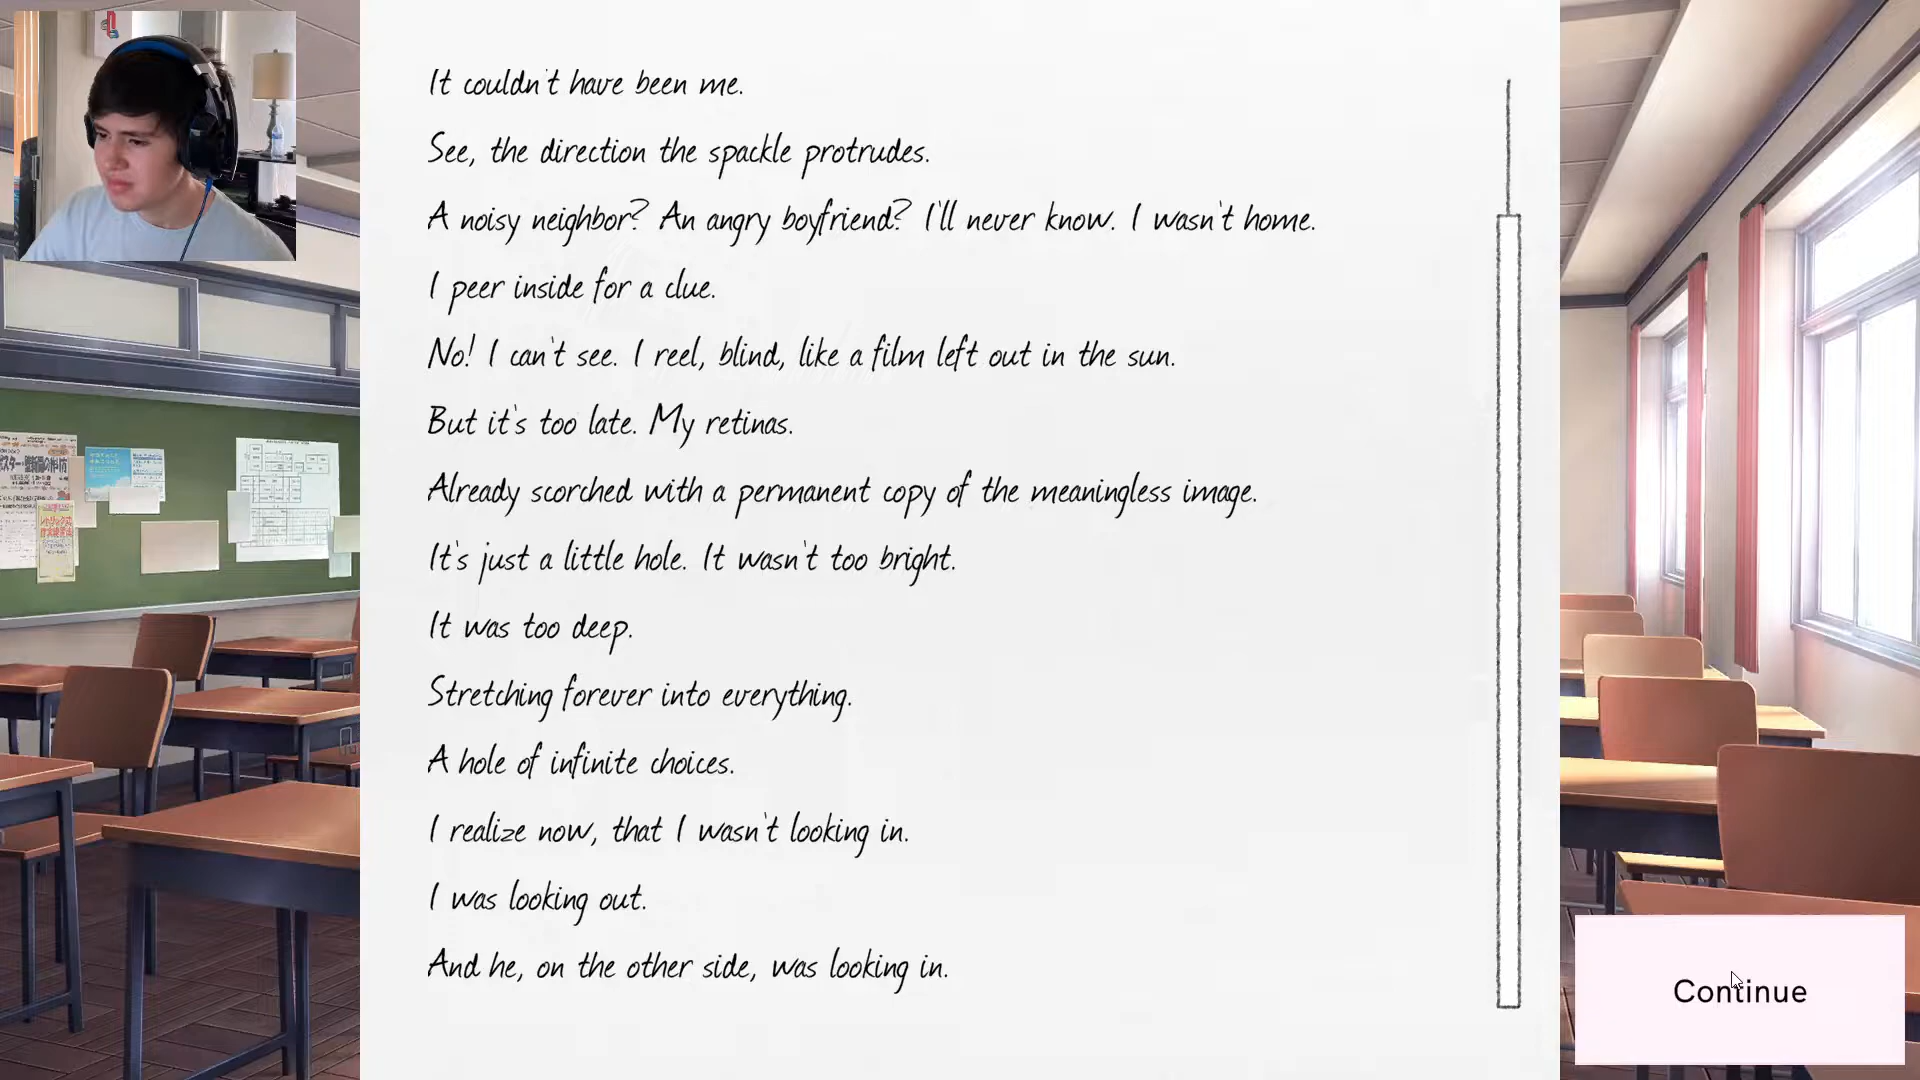 It couldn't have been me.
See, the direction the spackle protrudes.
A noisy neighbor? An angry boyfriend? I'll never know. I wasn't home.
I peer inside for a clue.
No! I can't see. I reel, blind, like a film left out in the sun.
But it's too late. My retinas.
Already scorched with a permanent copy of the meaningless image.
It's just a little hole. It wasn't too bright.
It was too deep.
Stretching forever into everything.
A hole of infinite choices.
I realize now, that I wasn't looking in.
I was looking out.
And he, on the other side, was looking in.
Continue